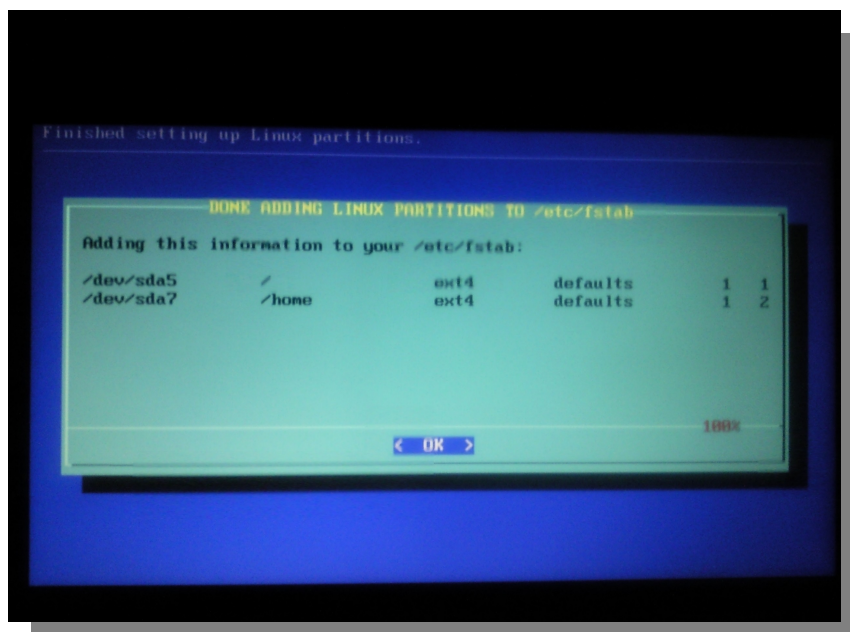 Finished setting up Linux partitions.
DONE ADDING LINUX PARTITIONS TO /etc/fstab
Adding this information to your /etc/fstab:
/dev/sda5 / ext4 defaults 1 1
/dev/sda7 /home ext4 defaults 1 2
100%
< OK >